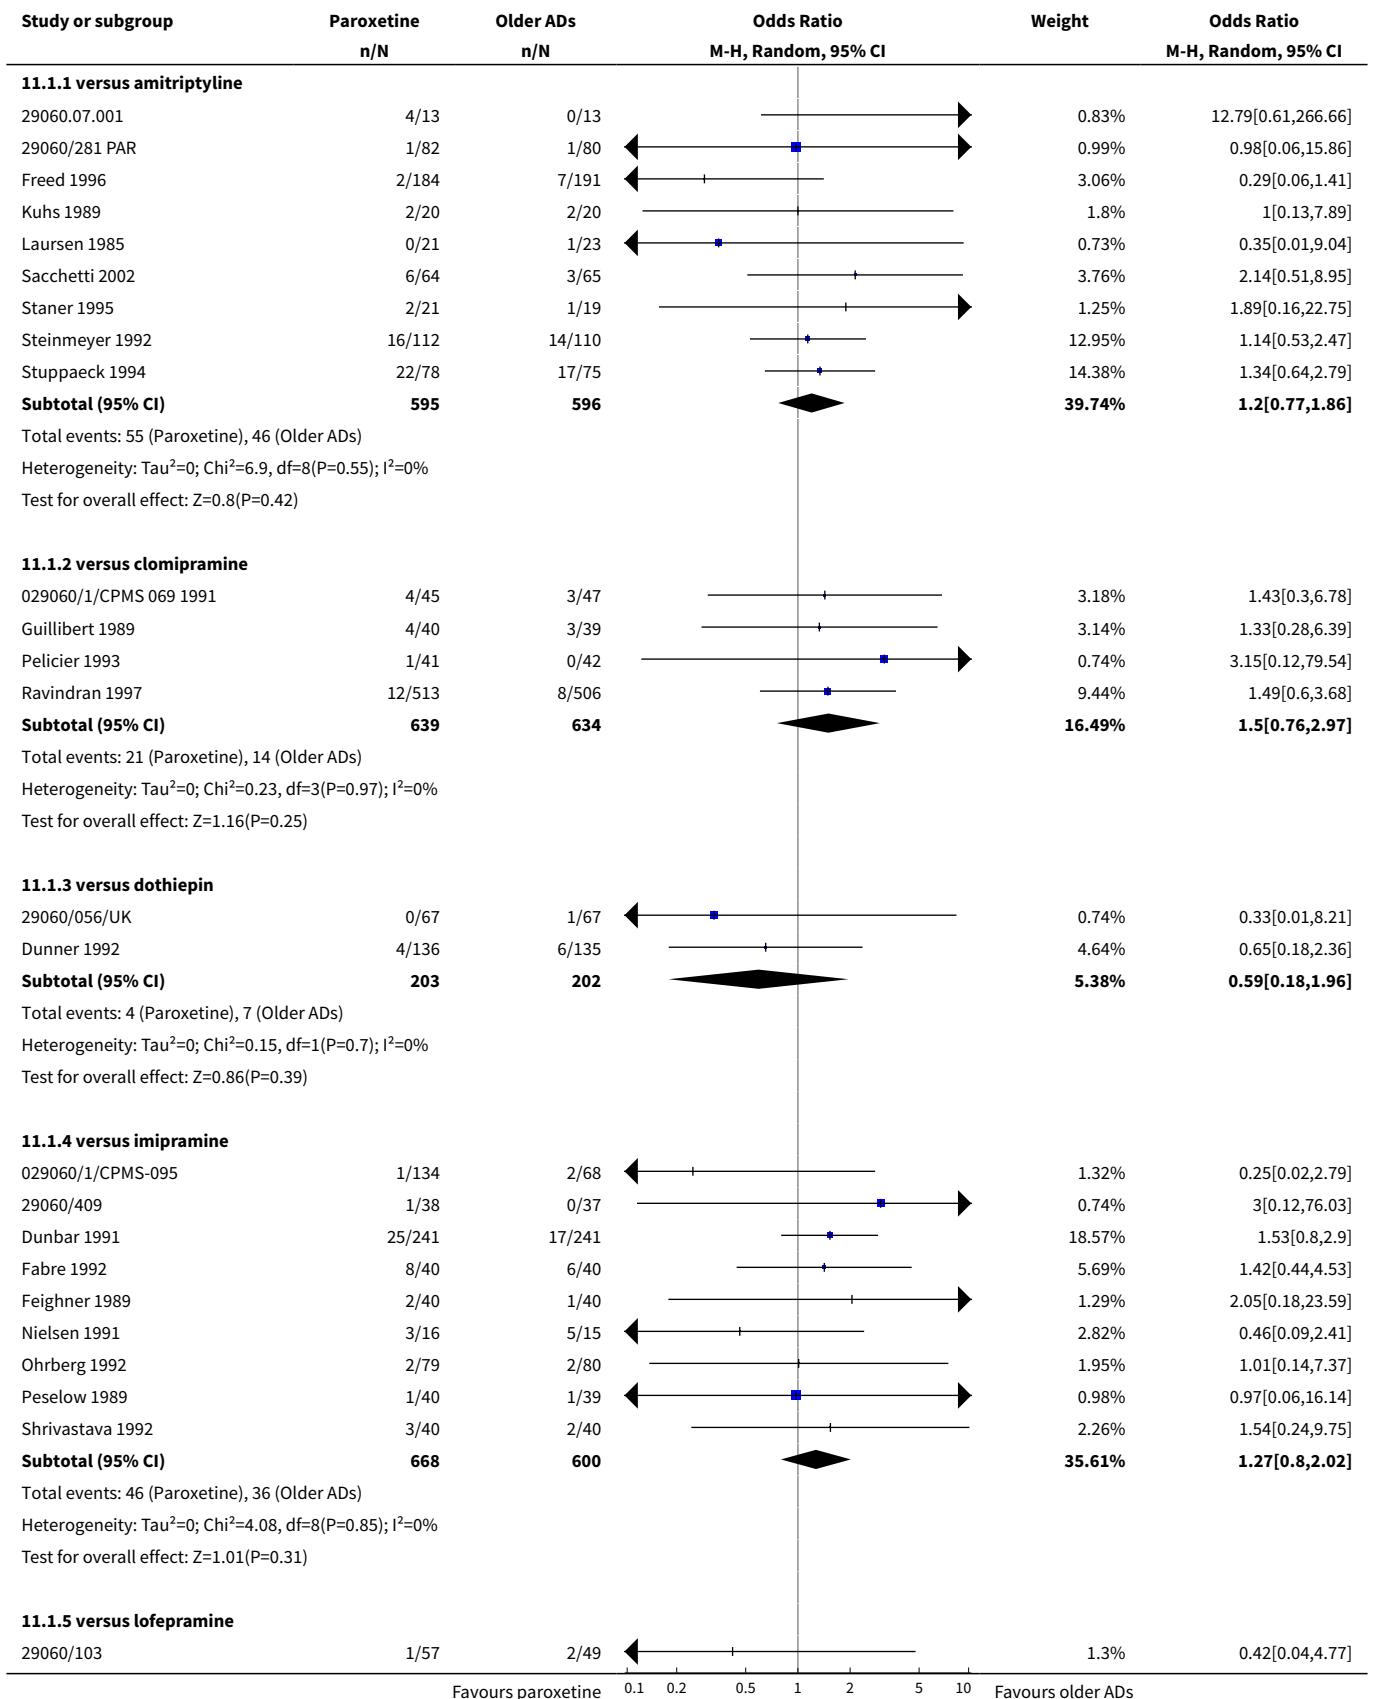 Study or subgroup Paroxetine Older ADs Odds Ratio Weight Odds Ratio
n/N n/N M-H, Random, 95% CI M-H, Random, 95% CI
11.1.1 versus amitriptyline
29060.07.001 4/13 0/13 0.83% 12.79[0.61,266.66]
29060/281 PAR 1/82 1/80 0.99% 0.98[0.06,15.86]
Freed 1996 2/184 7/191 3.06% 0.29[0.06,1.41]
Kuhs 1989 2/20 2/20 1.8% 1[0.13,7.89]
Laursen 1985 0/21 1/23 0.73% 0.35[0.01,9.04]
Sacchetti 2002 6/64 3/65 3.76% 2.14[0.51,8.95]
Staner 1995 2/21 1/19 1.25% 1.89[0.16,22.75]
Steinmeyer 1992 16/112 14/110 12.95% 1.14[0.53,2.47]
Stuppaeck 1994 22/78 17/75 14.38% 1.34[0.64,2.79]
Subtotal (95% CI) 595 596 39.74% 1.2[0.77,1.86]
Total events: 55 (Paroxetine), 46 (Older ADs)
Heterogeneity: Tau²=0; Chi²=6.9, df=8(P=0.55); I²=0%
Test for overall effect: Z=0.8(P=0.42)
11.1.2 versus clomipramine
029060/1/CPMS 069 1991 4/45 3/47 3.18% 1.43[0.3,6.78]
Guillibert 1989 4/40 3/39 3.14% 1.33[0.28,6.39]
Pelicier 1993 1/41 0/42 0.74% 3.15[0.12,79.54]
Ravindran 1997 12/513 8/506 9.44% 1.49[0.6,3.68]
Subtotal (95% CI) 639 634 16.49% 1.5[0.76,2.97]
Total events: 21 (Paroxetine), 14 (Older ADs)
Heterogeneity: Tau²=0; Chi²=0.23, df=3(P=0.97); I²=0%
Test for overall effect: Z=1.16(P=0.25)
11.1.3 versus dothiepin
29060/056/UK 0/67 1/67 0.74% 0.33[0.01,8.21]
Dunner 1992 4/136 6/135 4.64% 0.65[0.18,2.36]
Subtotal (95% CI) 203 202 5.38% 0.59[0.18,1.96]
Total events: 4 (Paroxetine), 7 (Older ADs)
Heterogeneity: Tau²=0; Chi²=0.15, df=1(P=0.7); I²=0%
Test for overall effect: Z=0.86(P=0.39)
11.1.4 versus imipramine
029060/1/CPMS-095 1/134 2/68 1.32% 0.25[0.02,2.79]
29060/409 1/38 0/37 0.74% 3[0.12,76.03]
Dunbar 1991 25/241 17/241 18.57% 1.53[0.8,2.9]
Fabre 1992 8/40 6/40 5.69% 1.42[0.44,4.53]
Feighner 1989 2/40 1/40 1.29% 2.05[0.18,23.59]
Nielsen 1991 3/16 5/15 2.82% 0.46[0.09,2.41]
Ohrberg 1992 2/79 2/80 1.95% 1.01[0.14,7.37]
Peselow 1989 1/40 1/39 0.98% 0.97[0.06,16.14]
Shrivastava 1992 3/40 2/40 2.26% 1.54[0.24,9.75]
Subtotal (95% CI) 668 600 35.61% 1.27[0.8,2.02]
Total events: 46 (Paroxetine), 36 (Older ADs)
Heterogeneity: Tau²=0; Chi²=4.08, df=8(P=0.85); I²=0%
Test for overall effect: Z=1.01(P=0.31)
11.1.5 versus lofepramine
29060/103 1/57 2/49 1.3% 0.42[0.04,4.77]
Favours paroxetine 0.1 0.2 0.5 1 2 5 10 Favours older ADs